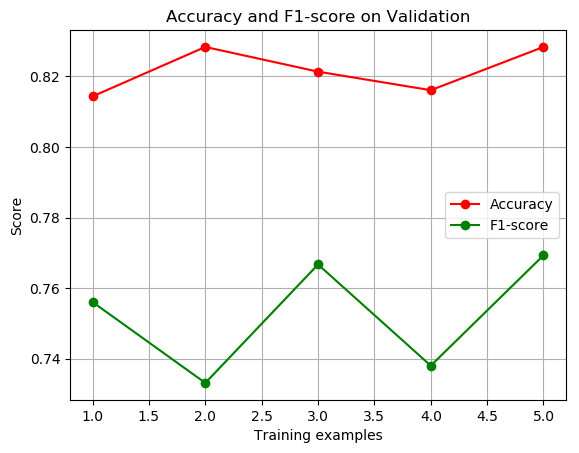 Accuracy and F1-score on Validation
Score
0.82
0.80
0.78
0.76
0.74
Accuracy
F1-score
1.0 1.5 2.0 2.5 3.0 3.5 4.0 4.5 5.0
Training examples